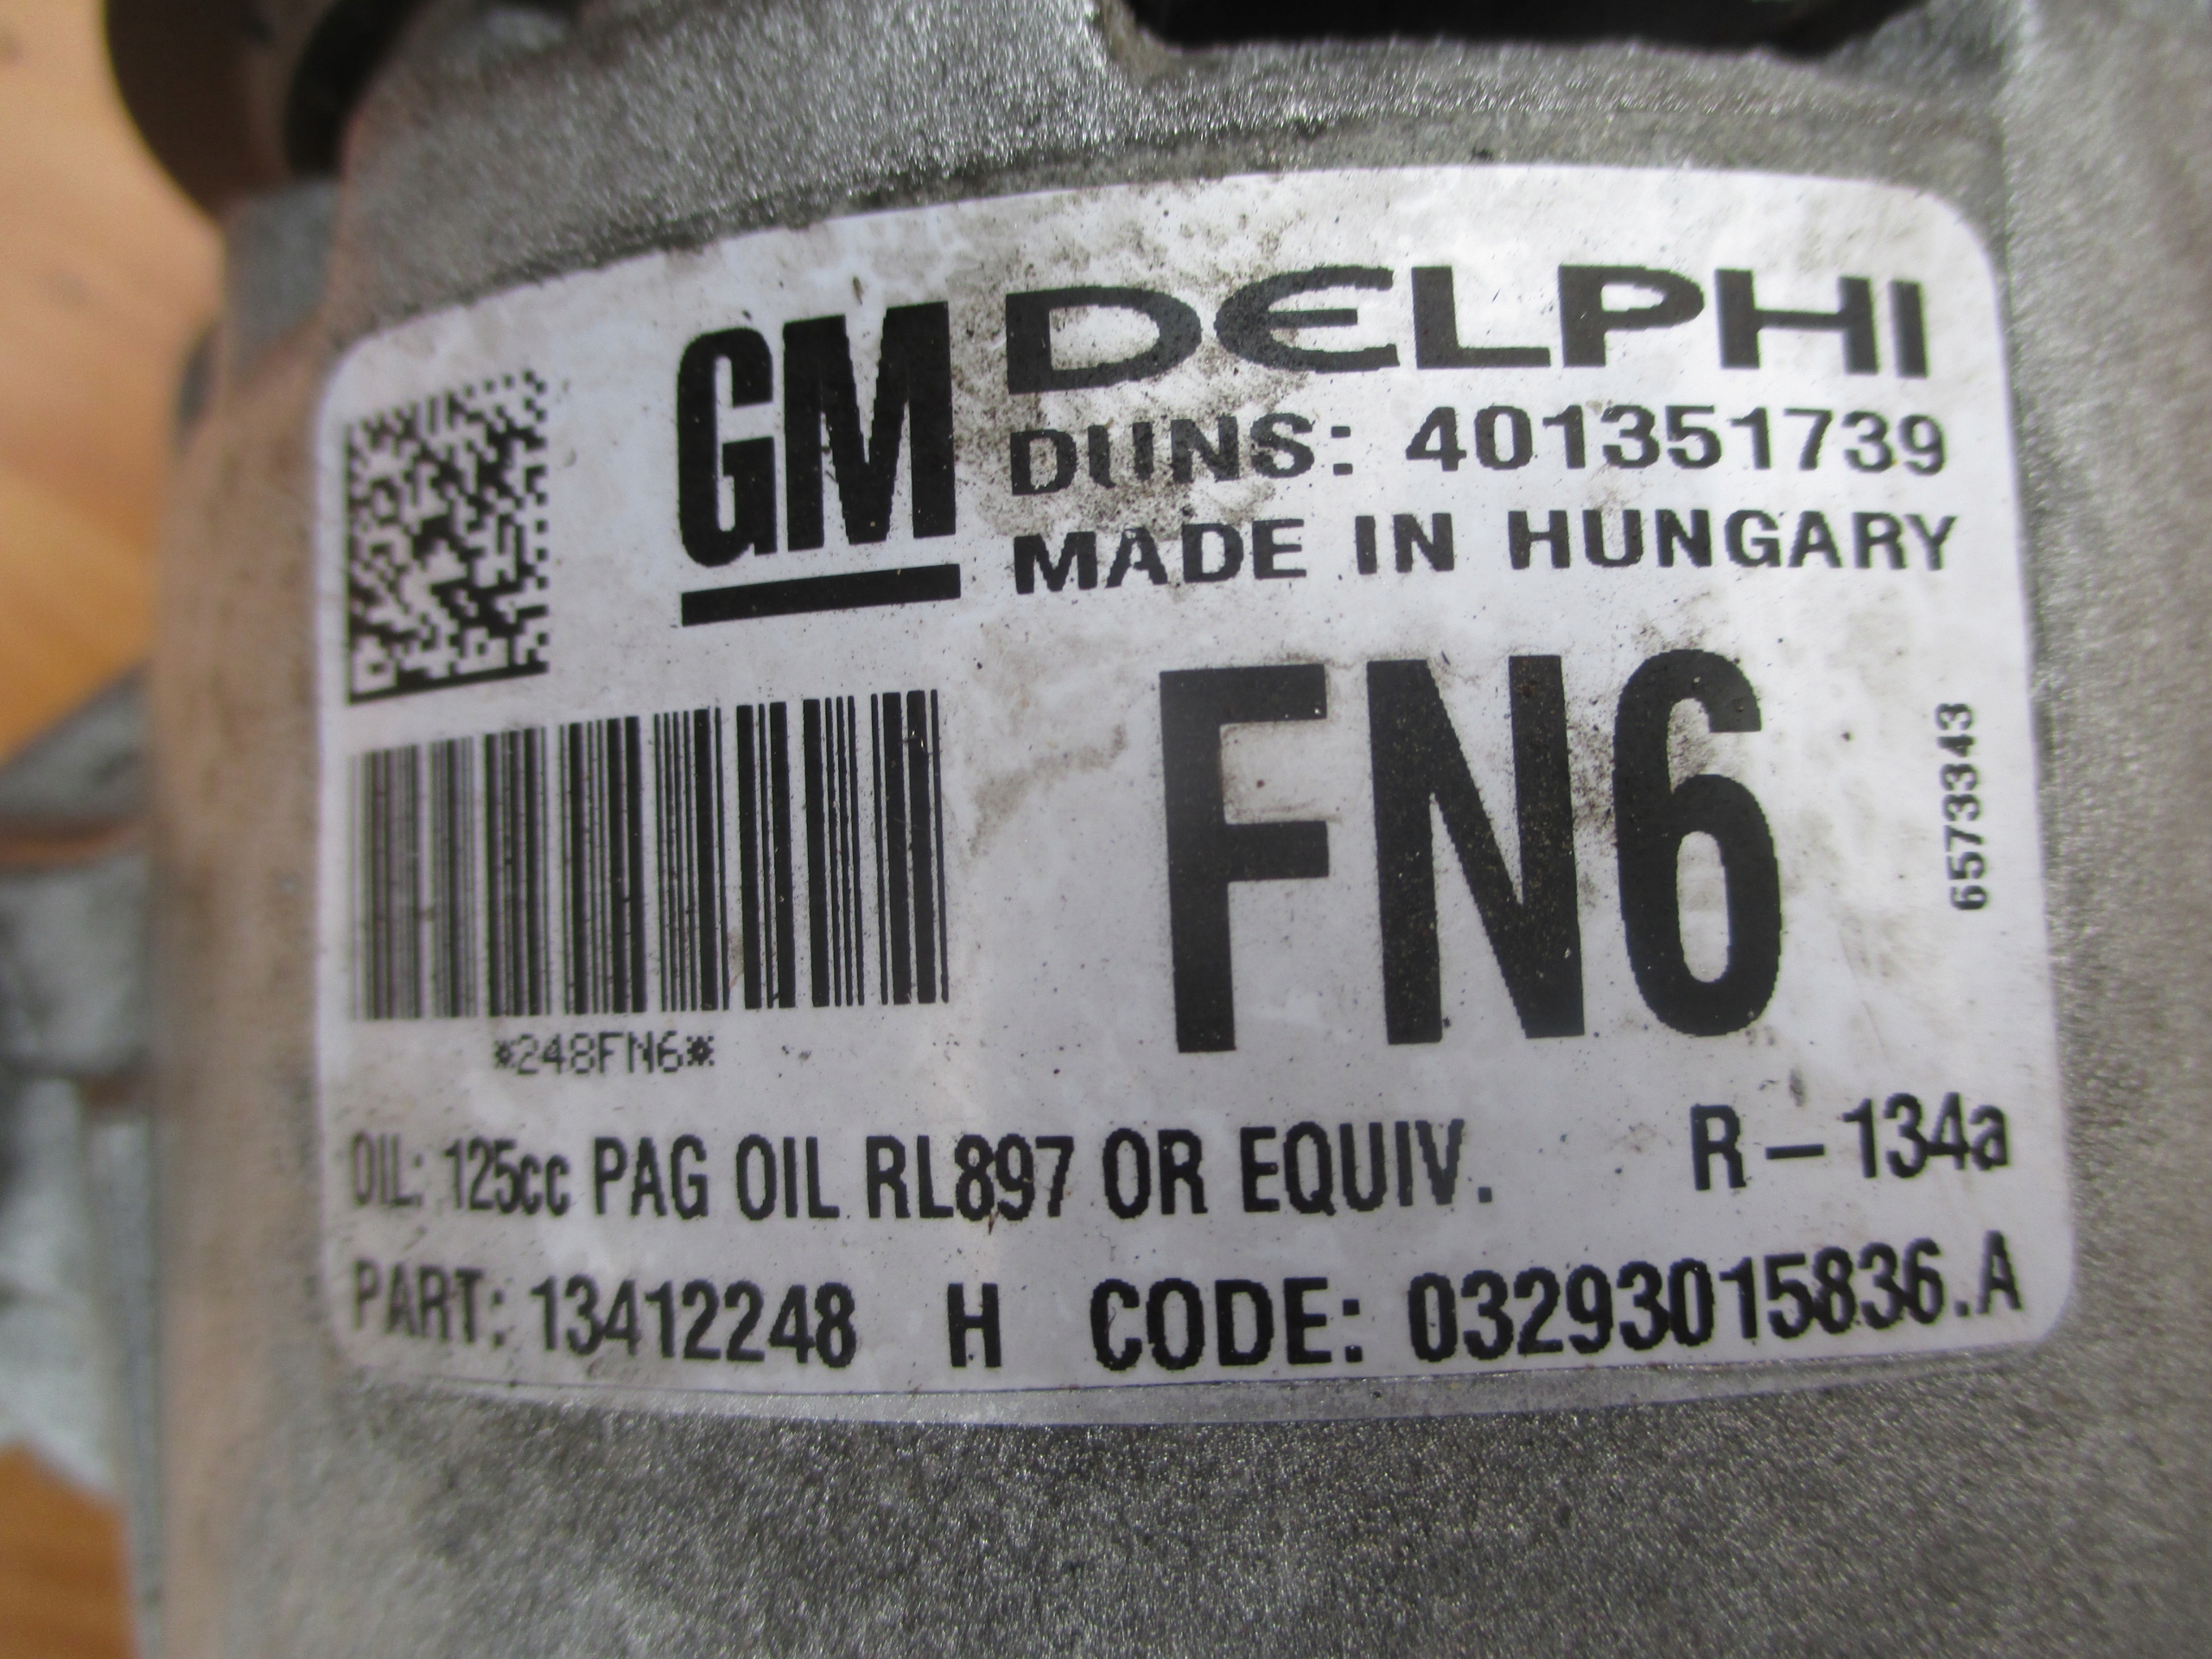 GM
DELPHI
DUNS: 401351739
MADE IN HUNGARY
FN6
6573343
*248FN6*
OIL: 125cc PAG OIL RL897 OR EQUIV. R-134a
PART: 13412248 H CODE: 03293015836.A